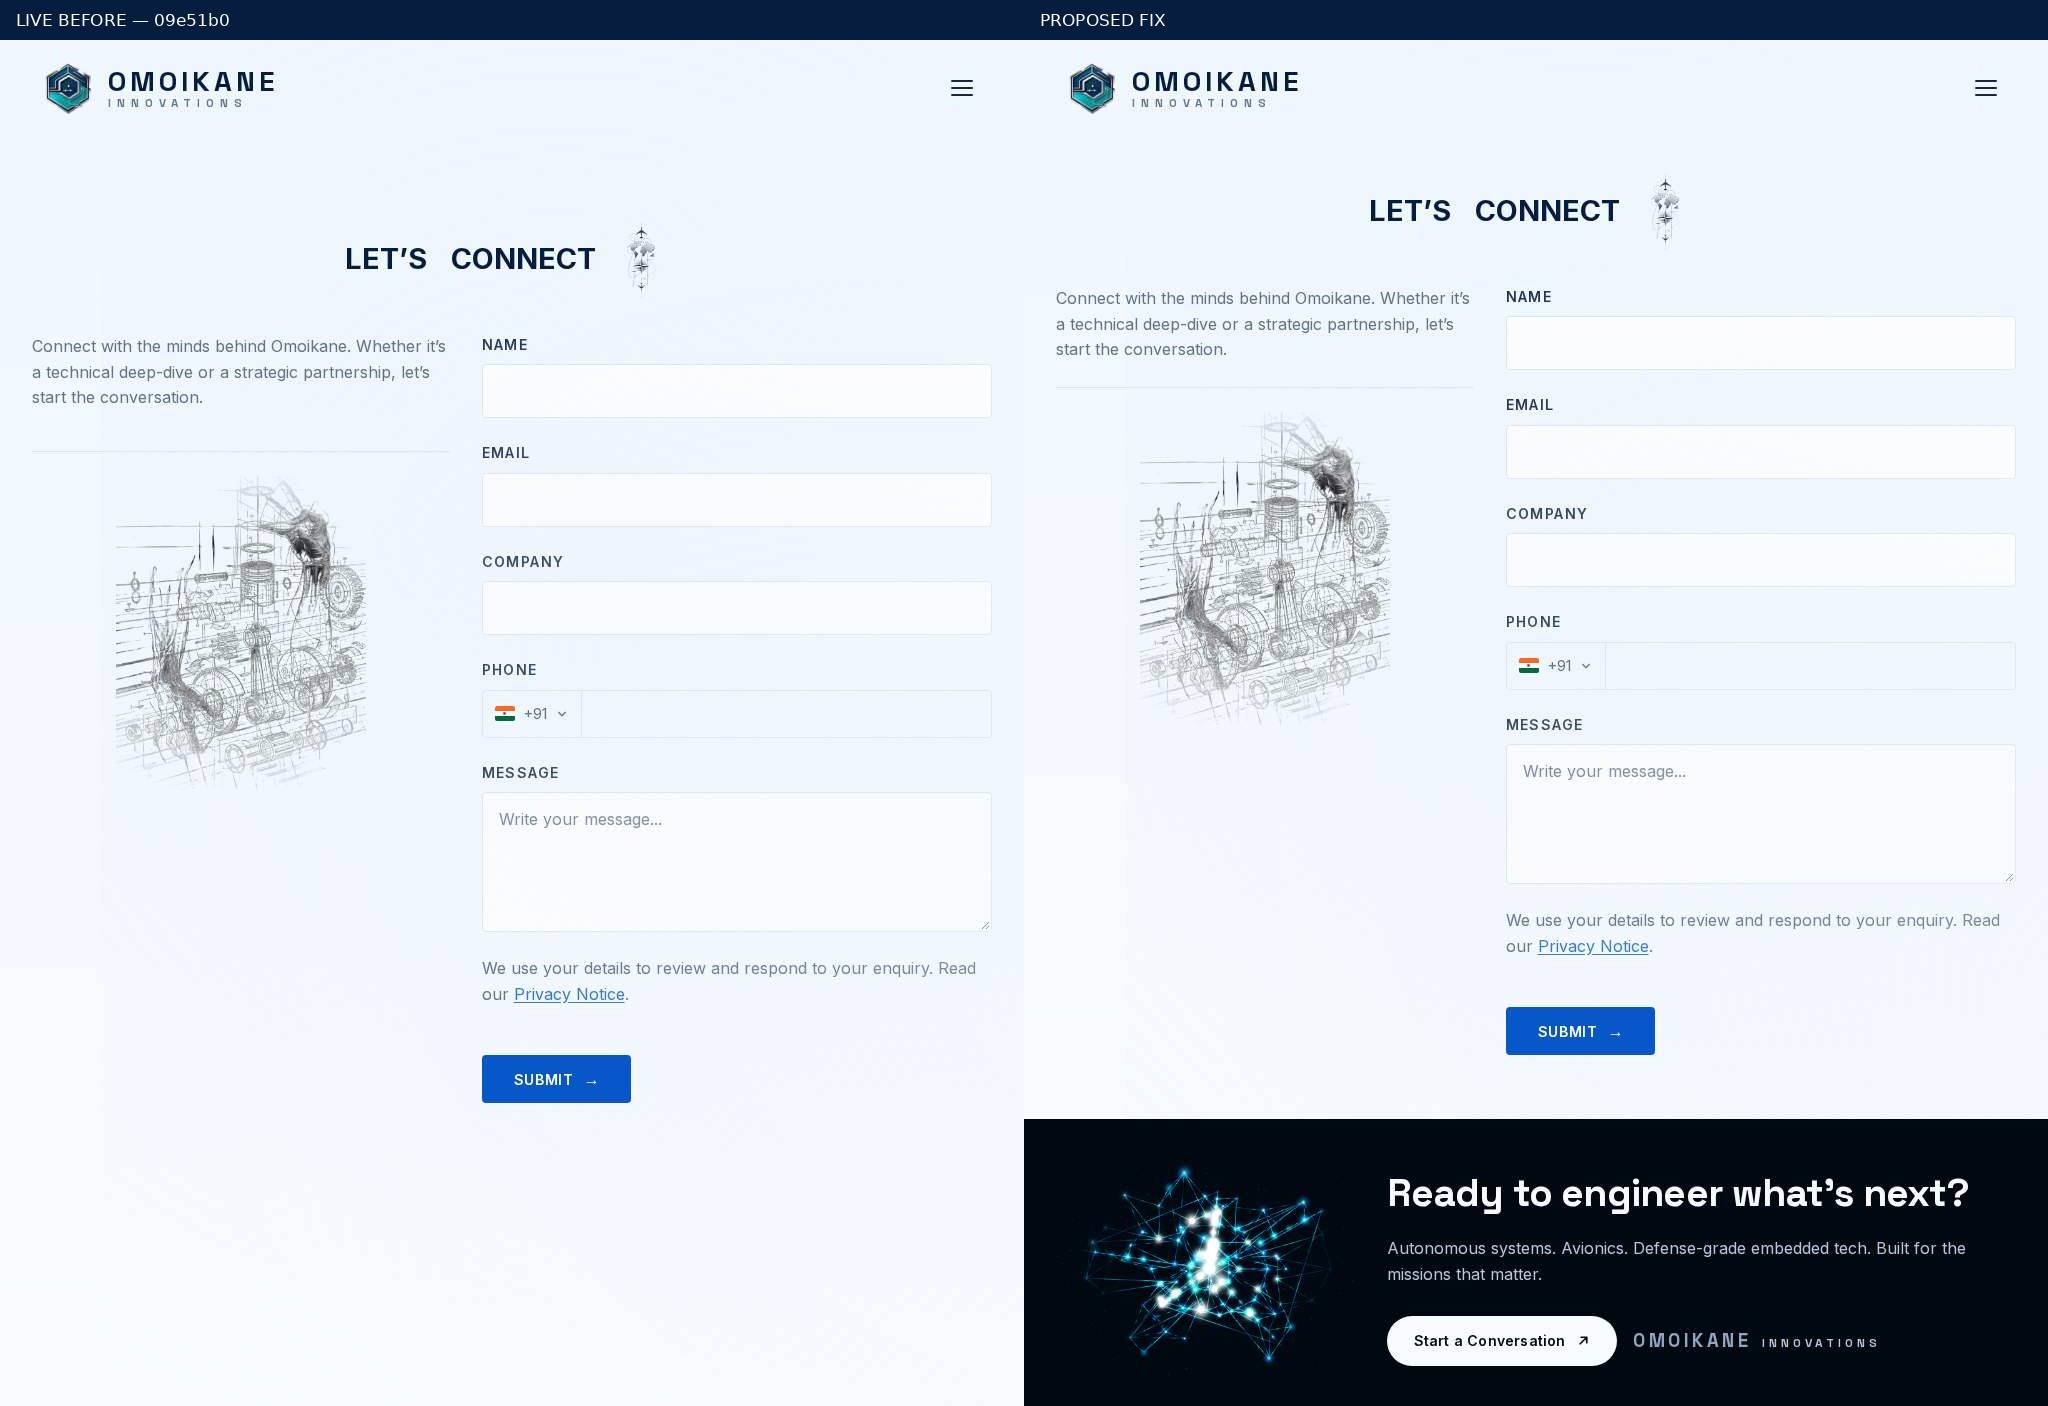 LIVE BEFORE — 09e51b0
OMOIKANE
INNOVATIONS
LET’S CONNECT
Connect with the minds behind Omoikane. Whether it’s
a technical deep-dive or a strategic partnership, let’s
start the conversation.
NAME
EMAIL
COMPANY
PHONE
+91
MESSAGE
Write your message...
We use your details to review and respond to your enquiry. Read
our Privacy Notice.
SUBMIT →
PROPOSED FIX
OMOIKANE
INNOVATIONS
LET’S CONNECT
Connect with the minds behind Omoikane. Whether it’s
a technical deep-dive or a strategic partnership, let’s
start the conversation.
NAME
EMAIL
COMPANY
PHONE
+91
MESSAGE
Write your message...
We use your details to review and respond to your enquiry. Read
our Privacy Notice.
SUBMIT →
Ready to engineer what’s next?
Autonomous systems. Avionics. Defense-grade embedded tech. Built for the
missions that matter.
Start a Conversation ↗
OMOIKANE INNOVATIONS